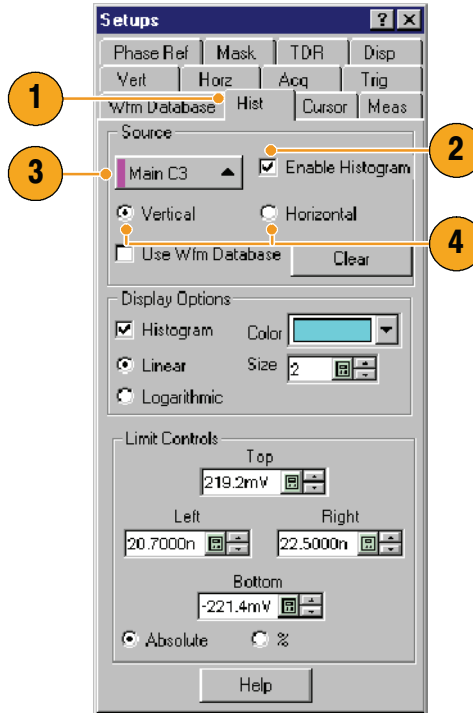 Setups
Phase Ref Mask TDR Disp
Vert Horz Acq Trig
Wfm Database Hist Cursor Meas
1
Source
2
3
Main C3
Enable Histogram
Vertical Horizontal
4
Use Wfm Database Clear
Display Options
Histogram Color
Linear Size 2
Logarithmic
Limit Controls
Top
219.2mV
Left Right
20.7000n 22.5000n
Bottom
-221.4mV
Absolute %
Help